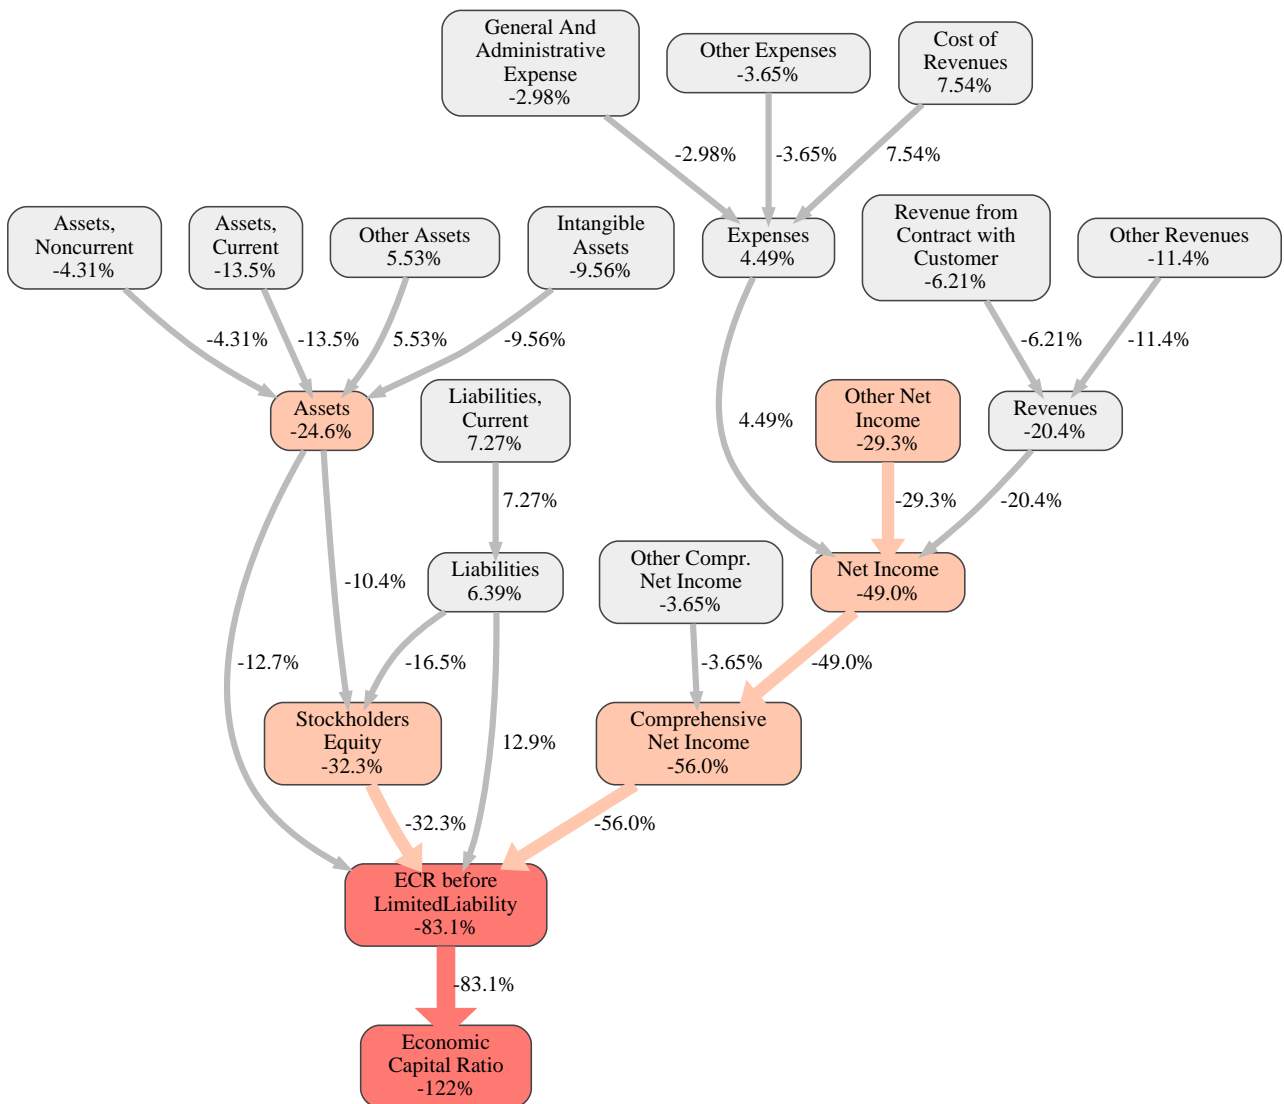 General And
Administrative
Expense
-2.98%
Other Expenses
-3.65%
Cost of
Revenues
7.54%
-2.98%
-3.65%
7.54%
Assets,
Noncurrent
-4.31%
Assets,
Current
-13.5%
Other Assets
5.53%
Intangible
Assets
-9.56%
Expenses
4.49%
Revenue from
Contract with
Customer
-6.21%
Other Revenues
-11.4%
-4.31%
-13.5%
5.53%
-9.56%
-6.21%
-11.4%
Assets
-24.6%
Liabilities,
Current
7.27%
4.49%
Other Net
Income
-29.3%
Revenues
-20.4%
7.27%
-29.3%
-20.4%
-10.4%
Liabilities
6.39%
Other Compr.
Net Income
-3.65%
Net Income
-49.0%
-12.7%
-16.5%
-3.65%
-49.0%
Stockholders
Equity
-32.3%
12.9%
Comprehensive
Net Income
-56.0%
-32.3%
-56.0%
ECR before
LimitedLiability
-83.1%
-83.1%
Economic
Capital Ratio
-122%